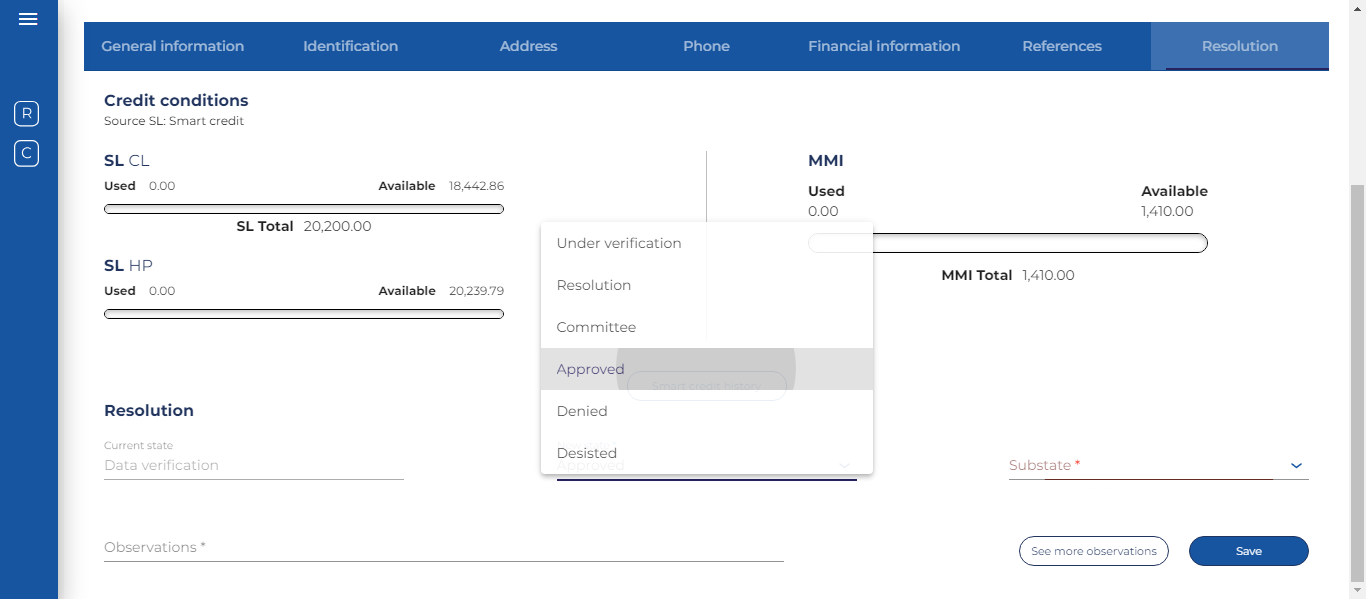 General information Identification Address Phone Financial information References Resolution
R
C
Credit conditions
Source SL: Smart credit
SL CL
Used 0.00 Available 18,442.86
SL Total 20,200.00
SL HP
Used 0.00 Available 20,239.79
MMI
Used Available
0.00 1,410.00
MMI Total 1,410.00
Under verification
Resolution
Committee
Approved
Smart credit history
Denied
Desisted
Resolution
Current state
Data verification
Approved
Substate *
Observations *
See more observations
Save